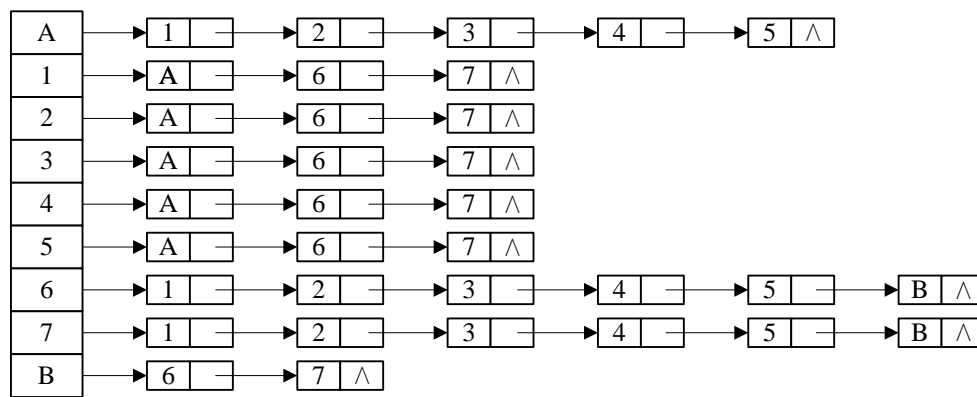 A 1 2 3 4 5 ∧
1 A 6 7 ∧
2 A 6 7 ∧
3 A 6 7 ∧
4 A 6 7 ∧
5 A 6 7 ∧
6 1 2 3 4 5 B ∧
7 1 2 3 4 5 B ∧
B 6 7 ∧